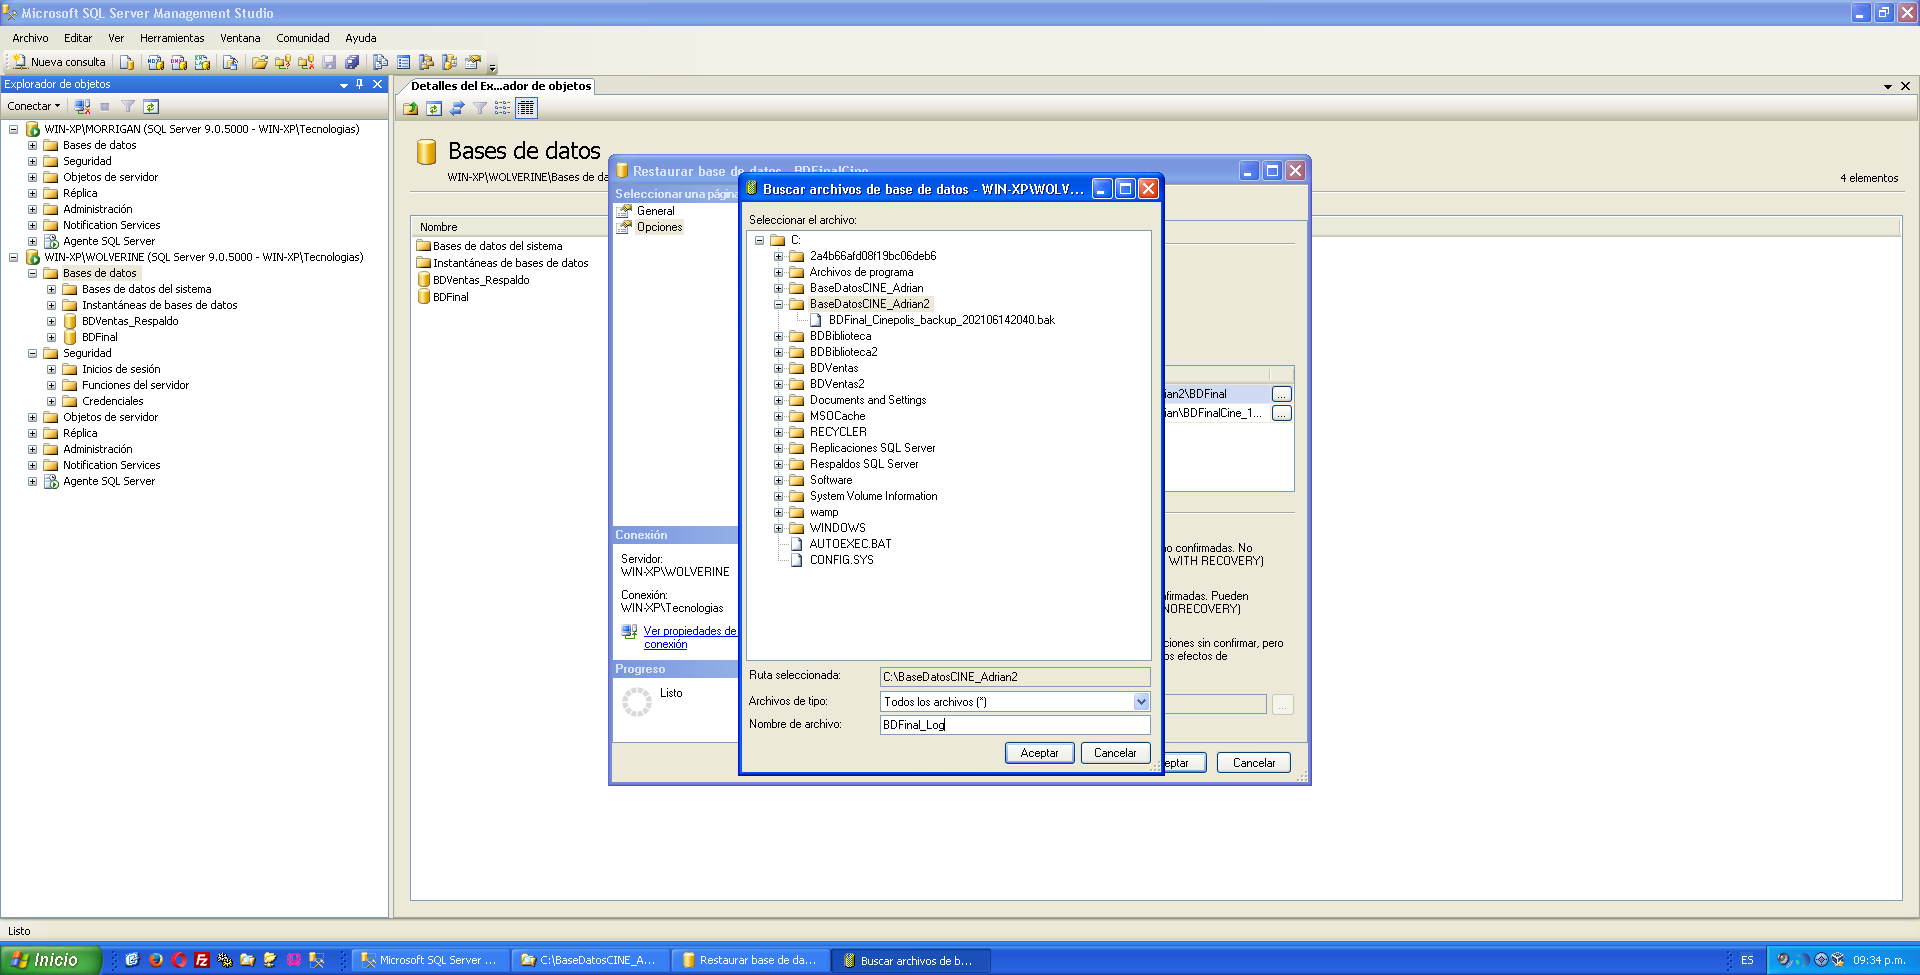 Microsoft SQL Server Management Studio
Archivo Editar Ver Herramientas Ventana Comunidad Ayuda
Nueva consulta
Explorador de objetos
Conectar
WIN-XP\MORRIGAN (SQL Server 9.0.5000 - WIN-XP\Tecnologias)
Bases de datos
Seguridad
Objetos de servidor
Réplica
Administración
Notification Services
Agente SQL Server
WIN-XP\WOLVERINE (SQL Server 9.0.5000 - WIN-XP\Tecnologias)
Bases de datos
Bases de datos del sistema
Instantáneas de bases de datos
BDVentas_Respaldo
BDFinal
Seguridad
Inicios de sesión
Funciones del servidor
Credenciales
Objetos de servidor
Réplica
Administración
Notification Services
Agente SQL Server
Detalles del Ex...ador de objetos
Bases de datos
WIN-XP\WOLVERINE\Bases de da
4 elementos
Nombre
Bases de datos del sistema
Instantáneas de bases de datos
BDVentas_Respaldo
BDFinal
Restaurar base de datos - BDFinalCine
Seleccionar una página
General
Opciones
Conexión
Servidor:
WIN-XP\WOLVERINE
Conexión:
WIN-XP\Tecnologias
Ver propiedades de
conexión
Progreso
Listo
ian2\BDFinal ...
ian\BDFinalCine_1... ...
no confirmadas. No
WITH RECOVERY)
firmadas. Pueden
NORECOVERY)
ciones sin confirmar, pero
os efectos de
...
eptar Cancelar
Buscar archivos de base de datos - WIN-XP\WOLV...
Seleccionar el archivo:
C:
2a4b66afd08f19bc06deb6
Archivos de programa
BaseDatosCINE_Adrian
BaseDatosCINE_Adrian2
BDFinal_Cinepolis_backup_202106142040.bak
BDBiblioteca
BDBiblioteca2
BDVentas
BDVentas2
Documents and Settings
MSOCache
RECYCLER
Replicaciones SQL Server
Respaldos SQL Server
Software
System Volume Information
wamp
WINDOWS
AUTOEXEC.BAT
CONFIG.SYS
Ruta seleccionada: C:\BaseDatosCINE_Adrian2
Archivos de tipo: Todos los archivos (*)
Nombre de archivo: BDFinal_Log
Aceptar Cancelar
Listo
Inicio
Microsoft SQL Server ...
C:\BaseDatosCINE_A...
Restaurar base de da...
Buscar archivos de b...
ES
09:34 p.m.